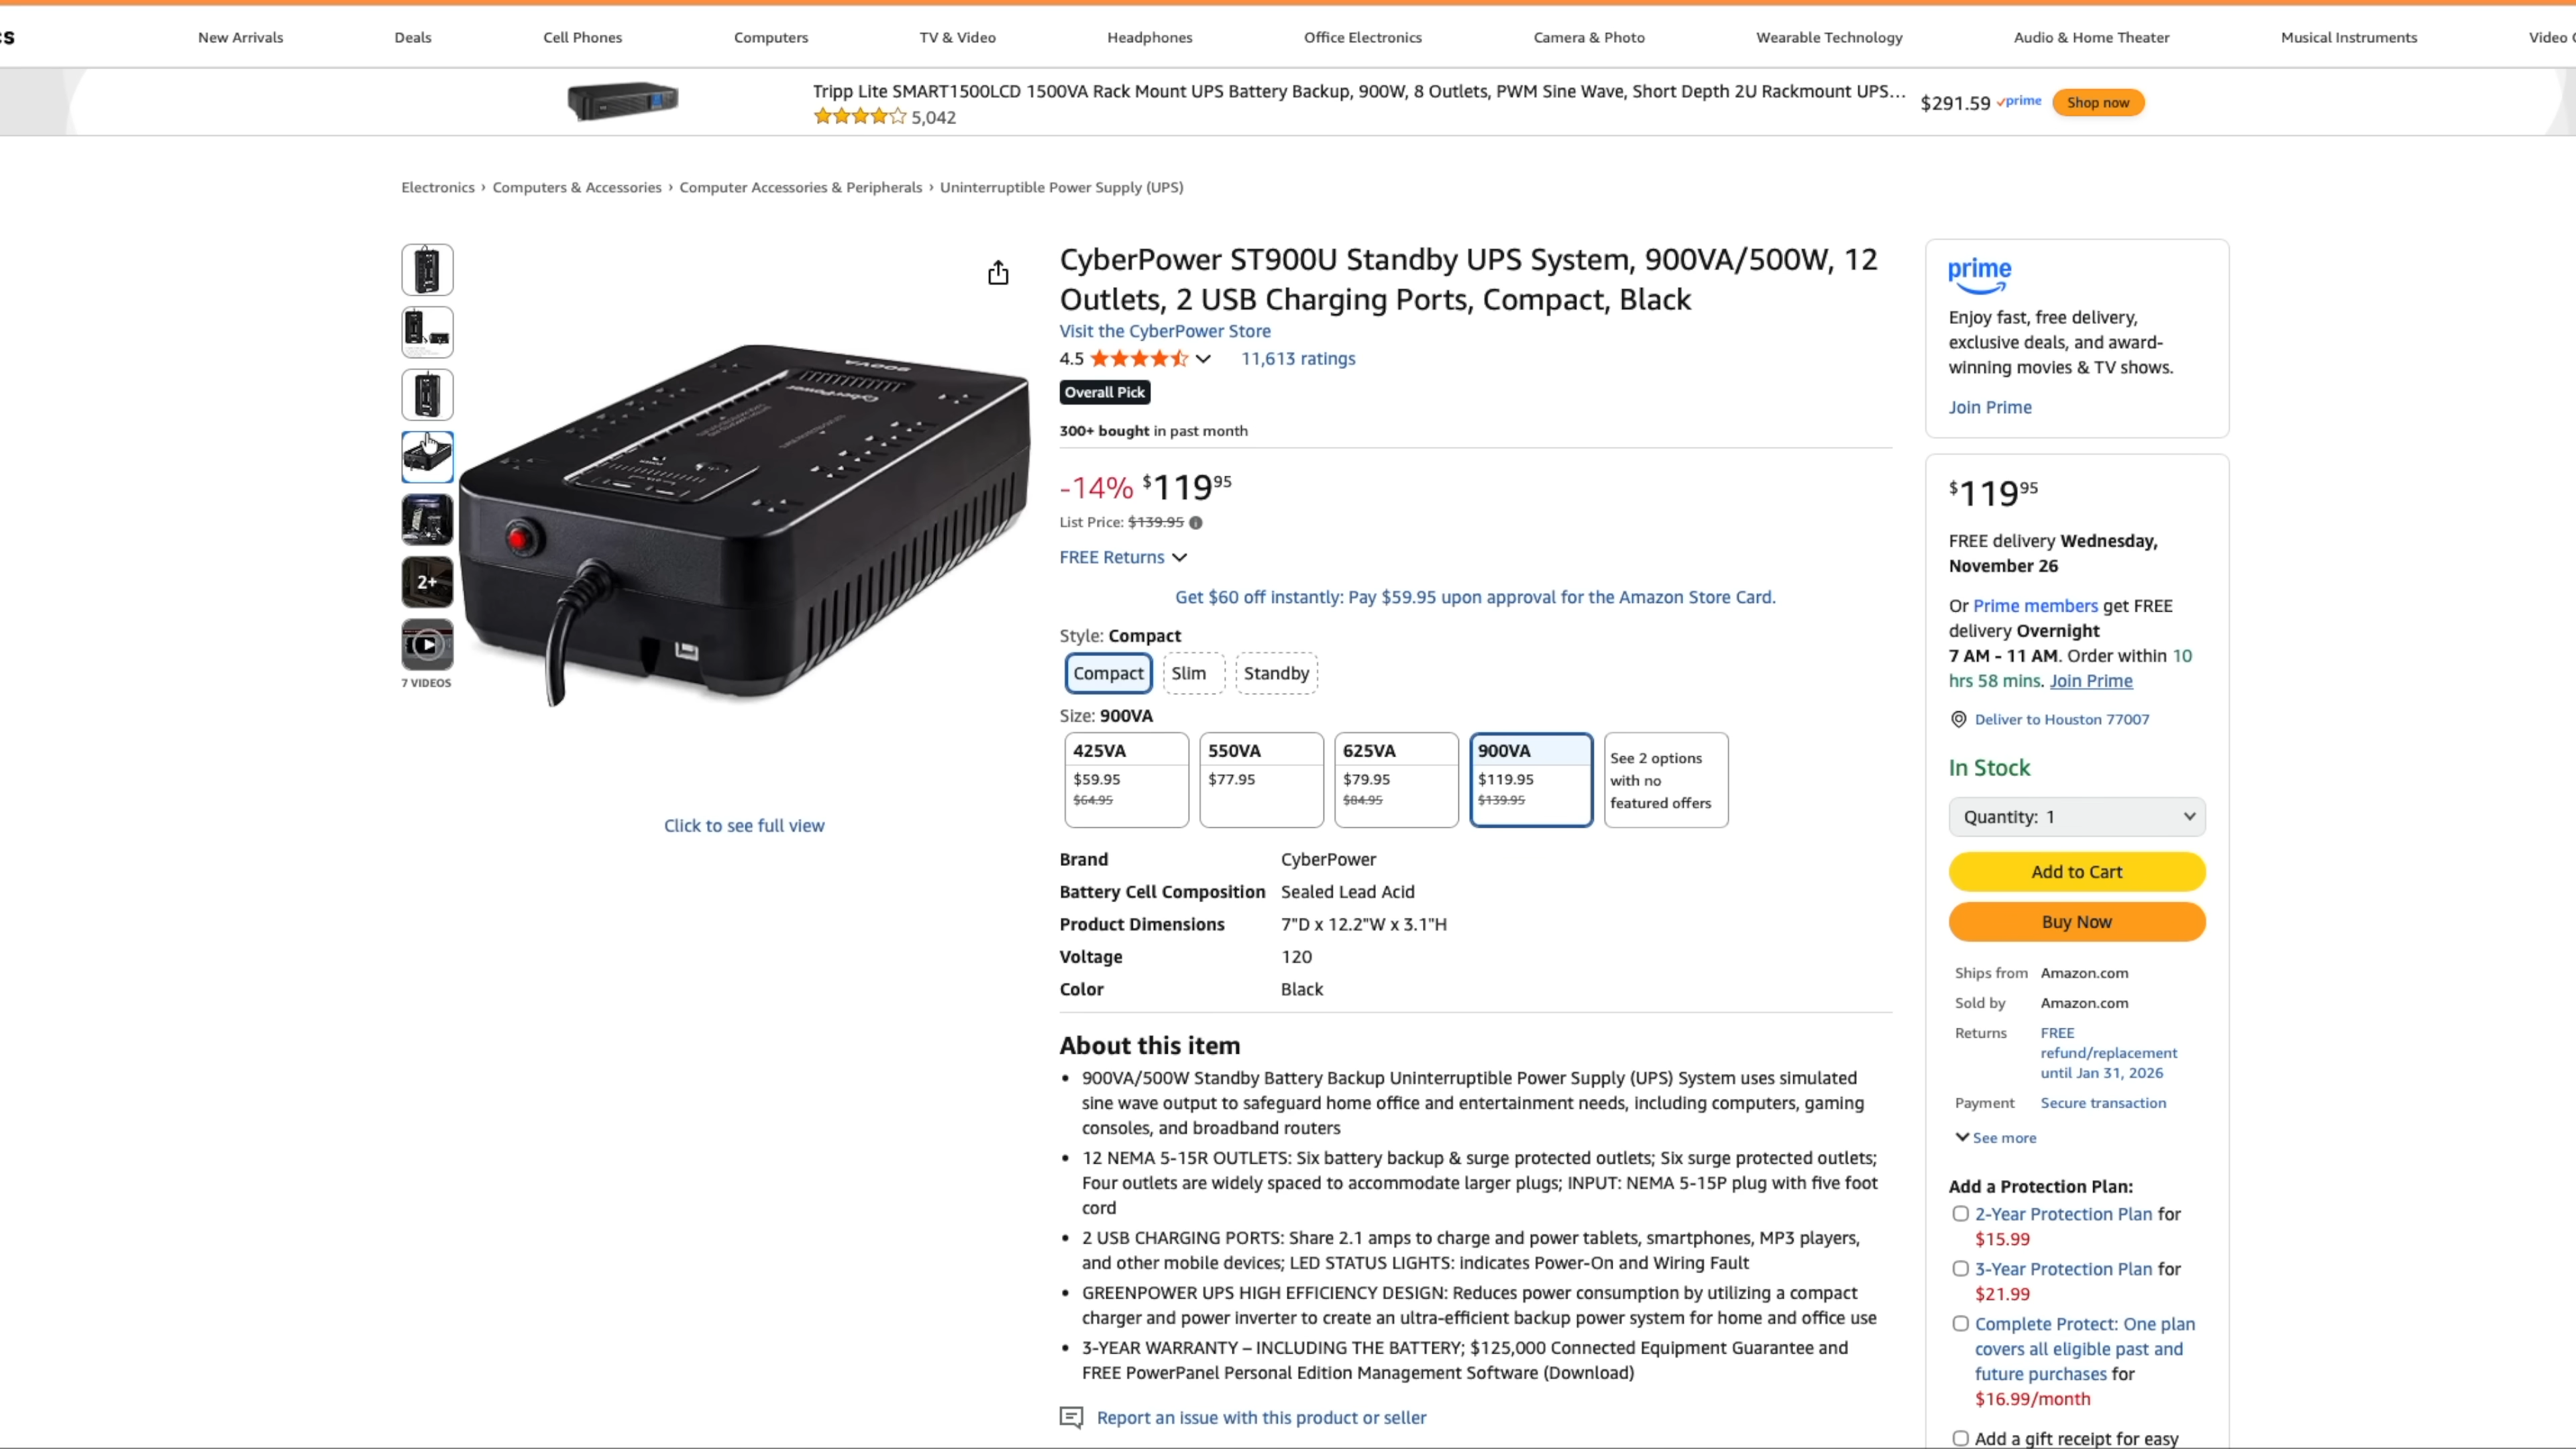 cs
New Arrivals
Deals
Cell Phones
Computers
TV & Video
Headphones
Office Electronics
Camera & Photo
Wearable Technology
Audio & Home Theater
Musical Instruments
Video
Tripp Lite SMART1500LCD 1500VA Rack Mount UPS Battery Backup, 900W, 8 Outlets, PWM Sine Wave, Short Depth 2U Rackmount UPS...
5,042
$291.59 prime
Shop now
Electronics › Computers & Accessories › Computer Accessories & Peripherals › Uninterruptible Power Supply (UPS)
2+
7 VIDEOS
900VA
CyberPower
Click to see full view
CyberPower ST900U Standby UPS System, 900VA/500W, 12
Outlets, 2 USB Charging Ports, Compact, Black
Visit the CyberPower Store
4.5
11,613 ratings
Overall Pick
300+ bought in past month
-14% $119 95
List Price: $139.95
FREE Returns
Get $60 off instantly: Pay $59.95 upon approval for the Amazon Store Card.
Style: Compact
Compact
Slim
Standby
Size: 900VA
425VA
$59.95
$64.95
550VA
$77.95
625VA
$79.95
$84.95
900VA
$119.95
$139.95
See 2 options
with no
featured offers
Brand CyberPower
Battery Cell Composition Sealed Lead Acid
Product Dimensions 7"D x 12.2"W x 3.1"H
Voltage 120
Color Black
About this item
• 900VA/500W Standby Battery Backup Uninterruptible Power Supply (UPS) System uses simulated
sine wave output to safeguard home office and entertainment needs, including computers, gaming
consoles, and broadband routers
• 12 NEMA 5-15R OUTLETS: Six battery backup & surge protected outlets; Six surge protected outlets;
Four outlets are widely spaced to accommodate larger plugs; INPUT: NEMA 5-15P plug with five foot
cord
• 2 USB CHARGING PORTS: Share 2.1 amps to charge and power tablets, smartphones, MP3 players,
and other mobile devices; LED STATUS LIGHTS: indicates Power-On and Wiring Fault
• GREENPOWER UPS HIGH EFFICIENCY DESIGN: Reduces power consumption by utilizing a compact
charger and power inverter to create an ultra-efficient backup power system for home and office use
• 3-YEAR WARRANTY – INCLUDING THE BATTERY; $125,000 Connected Equipment Guarantee and
FREE PowerPanel Personal Edition Management Software (Download)
Report an issue with this product or seller
prime
Enjoy fast, free delivery,
exclusive deals, and award-
winning movies & TV shows.
Join Prime
$119 95
FREE delivery Wednesday,
November 26
Or Prime members get FREE
delivery Overnight
7 AM - 11 AM. Order within 10
hrs 58 mins. Join Prime
Deliver to Houston 77007
In Stock
Quantity: 1
Add to Cart
Buy Now
Ships from Amazon.com
Sold by Amazon.com
Returns FREE
refund/replacement
until Jan 31, 2026
Payment Secure transaction
See more
Add a Protection Plan:
2-Year Protection Plan for
$15.99
3-Year Protection Plan for
$21.99
Complete Protect: One plan
covers all eligible past and
future purchases for
$16.99/month
Add a gift receipt for easy